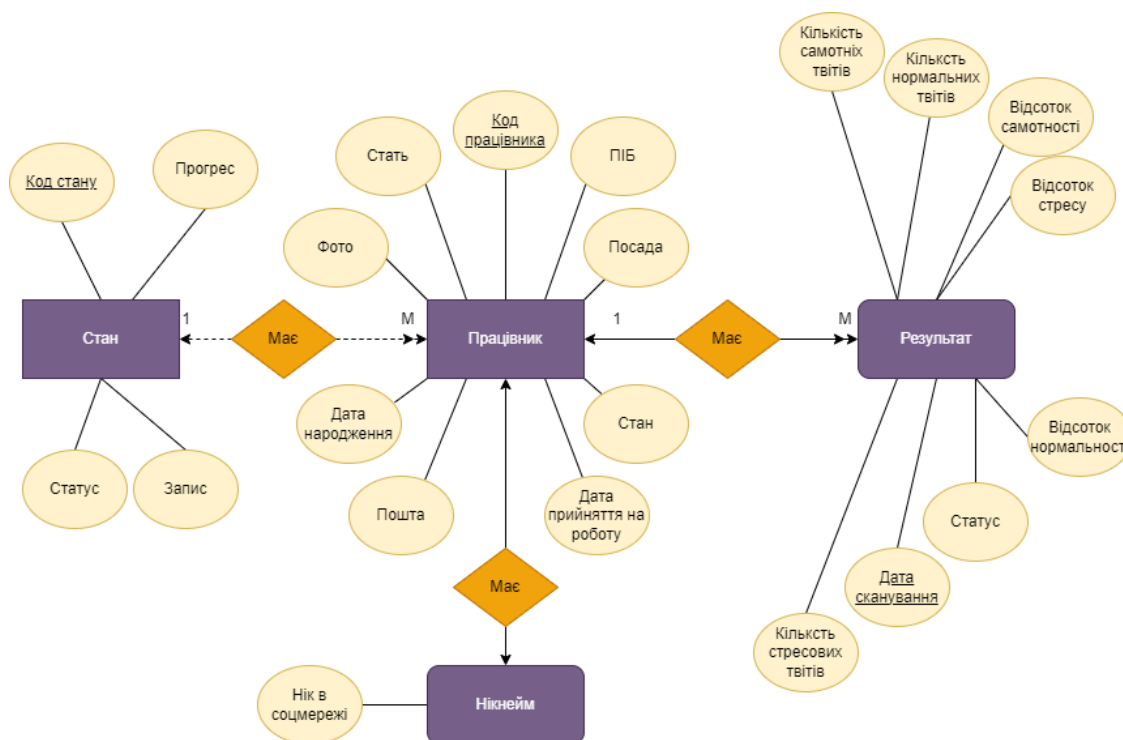 Кількість
самотніх
твітів
Кільксть
нормальних
твітів
Відсоток
самотності
Код
працівника
Стать
ПІБ
Прогрес
Код стану
Відсоток
стресу
Фото
Посада
1
М
1
М
Стан
Має
Працівник
Має
Результат
Дата
народження
Стан
Відсоток
нормальност
Статус
Запис
Пошта
Дата
прийняття на
роботу
Статус
Має
Дата
сканування
Кільксть
стресових
твітів
Нік в
соцмережі
Нікнейм